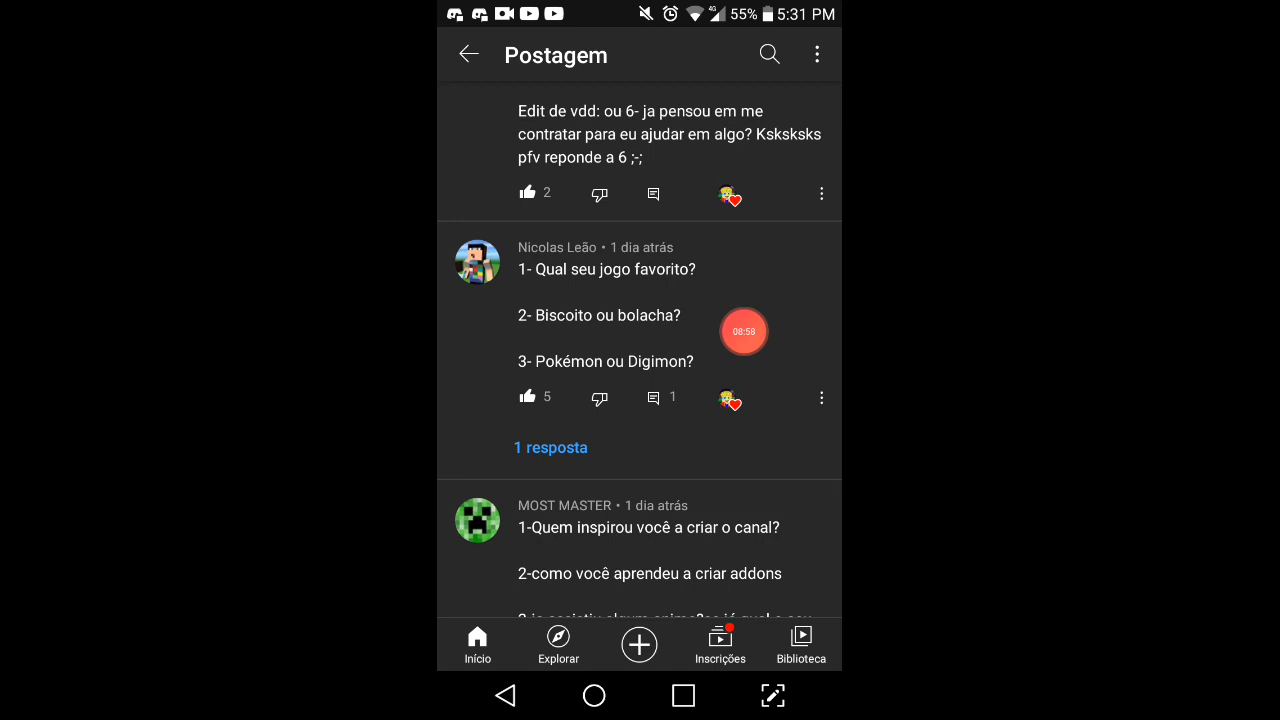 4G 55% 5:31 PM
Postagem
Edit de vdd: ou 6- ja pensou em me
contratar para eu ajudar em algo? Ksksksks
pfv reponde a 6 ;-;
2
Nicolas Leão • 1 dia atrás
1- Qual seu jogo favorito?
2- Biscoito ou bolacha?
08:58
3- Pokémon ou Digimon?
5 1
1 resposta
MOST MASTER • 1 dia atrás
1-Quem inspirou você a criar o canal?
2-como você aprendeu a criar addons
Início Explorar Inscrições Biblioteca